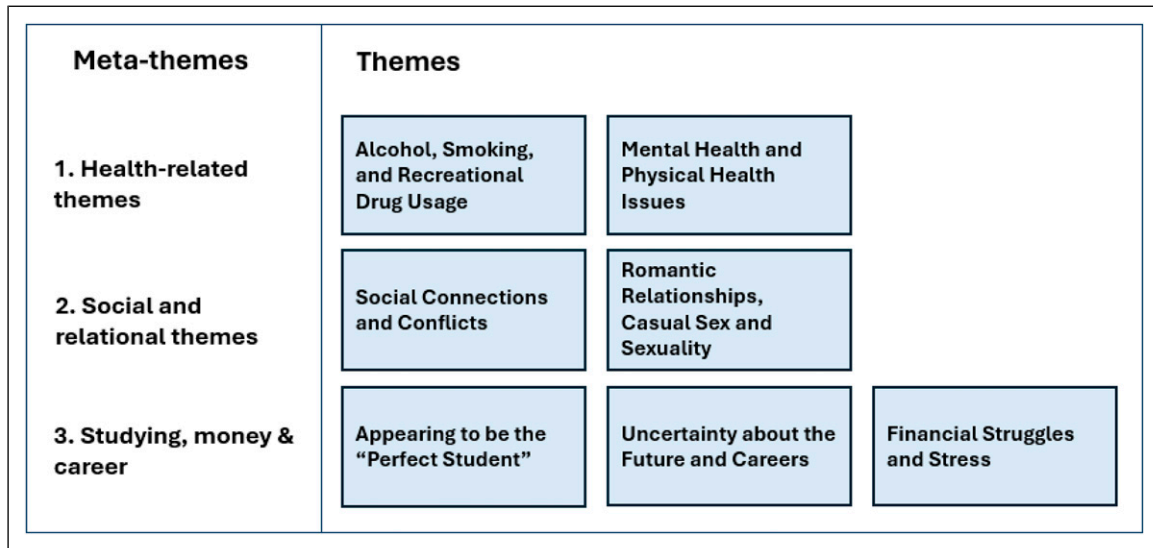 Meta-themes
Themes
1. Health-related
themes
Alcohol, Smoking,
and Recreational
Drug Usage
Mental Health and
Physical Health
Issues
2. Social and
relational themes
Social Connections
and Conflicts
Romantic
Relationships,
Casual Sex and
Sexuality
3. Studying, money &
career
Appearing to be the
“Perfect Student”
Uncertainty about the
Future and Careers
Financial Struggles
and Stress